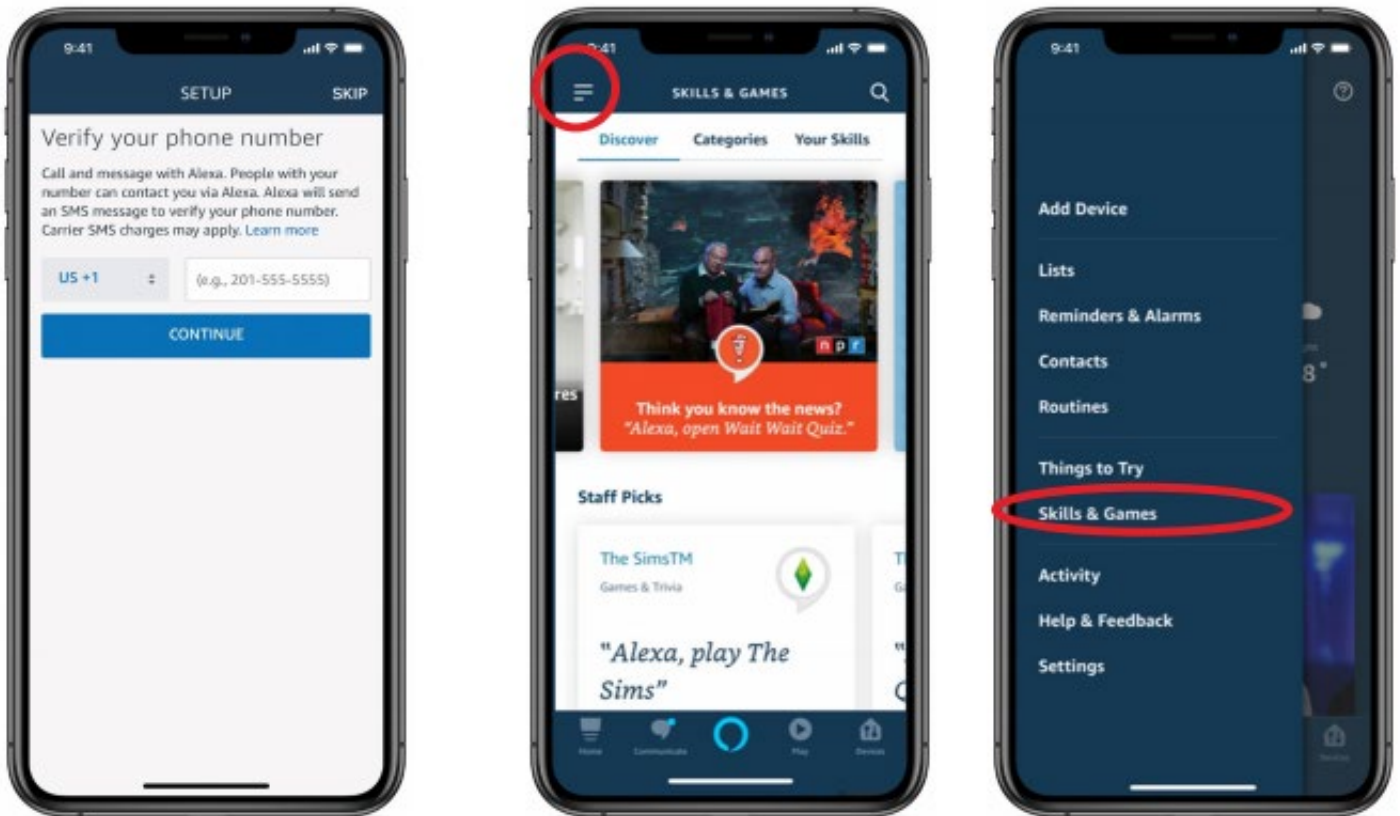 9:41
SETUP SKIP
Verify your phone number
Call and message with Alexa. People with your
number can contact you via Alexa. Alexa will send
an SMS message to verify your phone number.
Carrier SMS charges may apply. Learn more
US +1 (e.g., 201-555-5555)
CONTINUE
9:41
SKILLS & GAMES
Discover Categories Your Skills
res
npr
Think you know the news?
"Alexa, open Wait Wait Quiz."
Staff Picks
The SimsTM
Games & Trivia
"Alexa, play The
Sims"
Home Communicate Play Devices
9:41
Add Device
Lists
Reminders & Alarms
Contacts
Routines
8°
Things to Try
Skills & Games
Activity
Help & Feedback
Settings
Devices